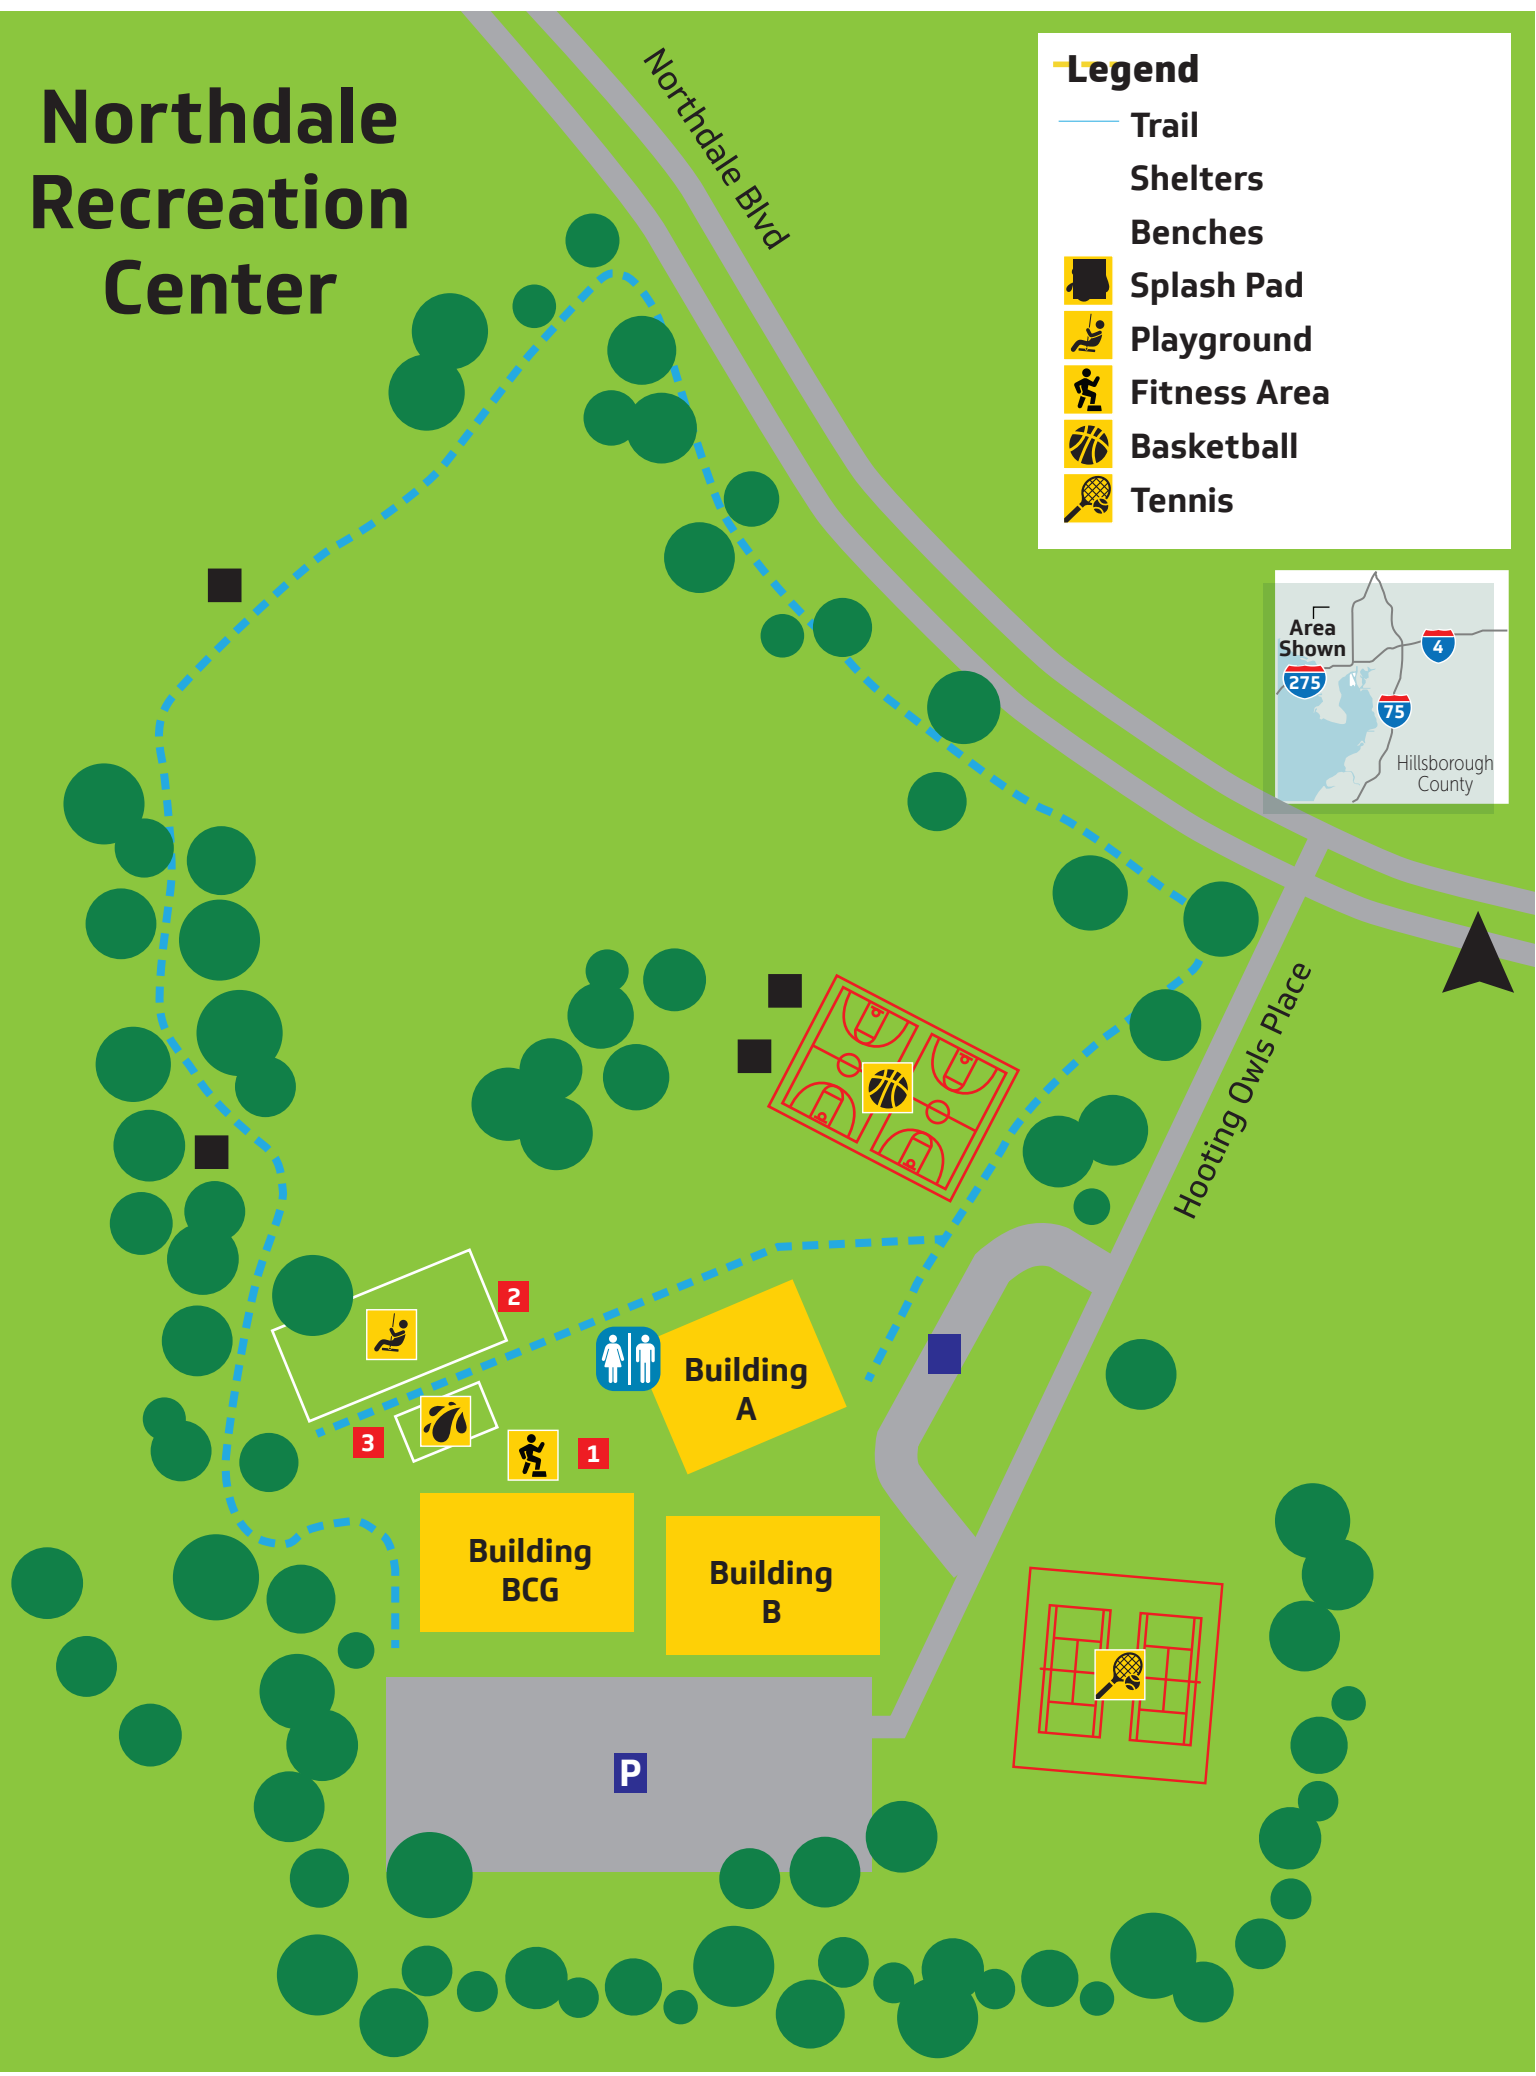 Northdale
Recreation
Center
Northdale Blvd
Legend
Trail
Shelters
Benches
Splash Pad
Playground
Fitness Area
Basketball
Tennis
Area
Shown
4
275
75
Hillsborough
County
Hooting Owls Place
2
3
1
Building
A
Building
BCG
Building
B
P